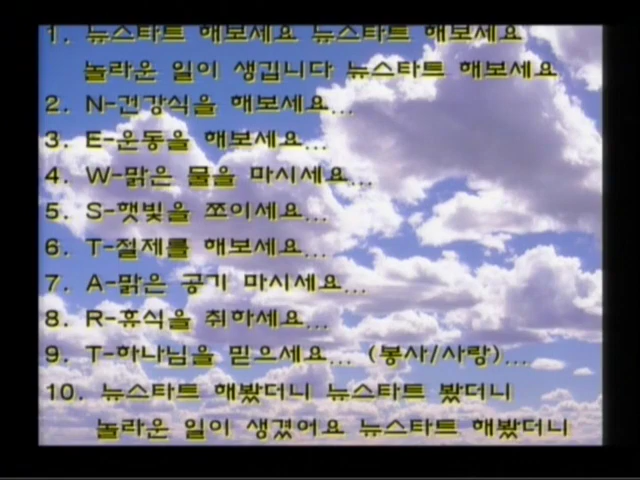 1. 뉴스타트 해보세요 뉴스타트 해보세요
놀라운 일이 생깁니다 뉴스타트 해보세요
2. N-건강식을 해보세요...
3. E-운동을 해보세요...
4. W-맑은 물을 마시세요...
5. S-햇빛을 쪼이세요...
6. T-절제를 해보세요...
7. A-맑은 공기 마시세요...
8. R-휴식을 취하세요...
9. T-하나님을 믿으세요... (봉사/사랑)...
10. 뉴스타트 해봤더니 뉴스타트 봤더니
놀라운 일이 생겼어요 뉴스타트 해봤더니